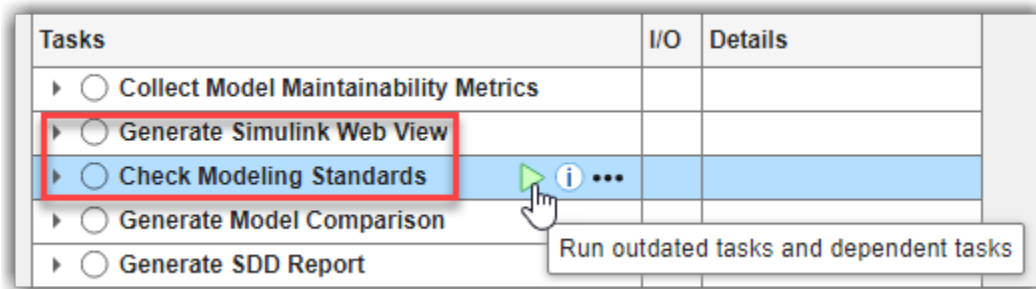 Tasks I/O Details
Collect Model Maintainability Metrics
Generate Simulink Web View
Check Modeling Standards i •••
Generate Model Comparison
Run outdated tasks and dependent tasks
Generate SDD Report